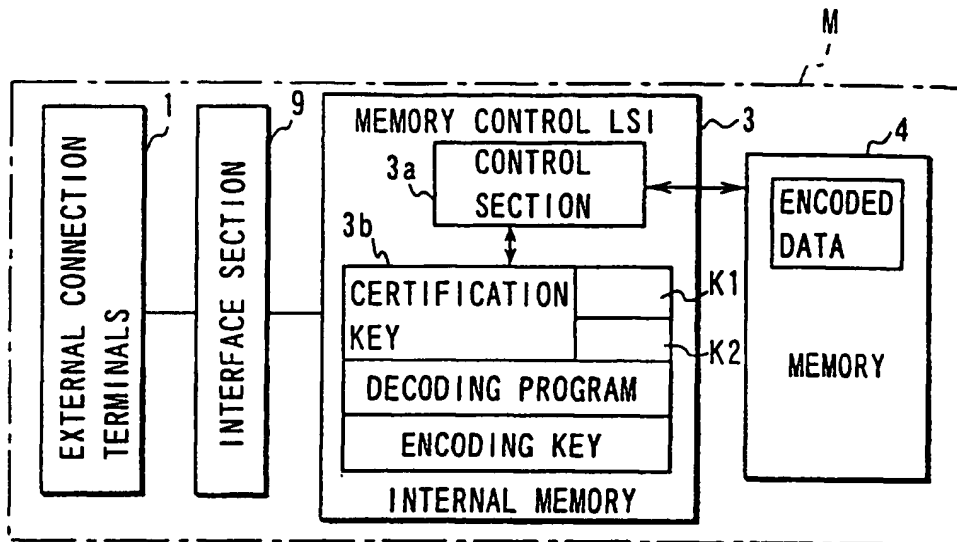 M
1
EXTERNAL CONNECTION
TERMINALS
9
INTERFACE SECTION
MEMORY CONTROL LSI
3
3a
CONTROL
SECTION
3b
CERTIFICATION
KEY
K1
K2
DECODING PROGRAM
ENCODING KEY
INTERNAL MEMORY
4
ENCODED
DATA
MEMORY